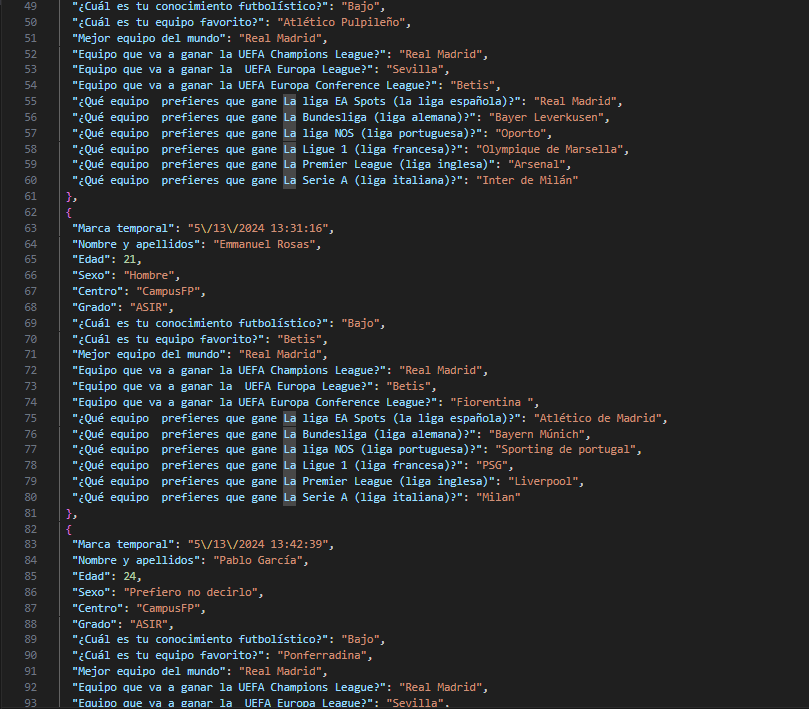 49 "¿Cuál es tu conocimiento futbolístico?": "Bajo",
50 "¿Cuál es tu equipo favorito?": "Atlético Pulpileño",
51 "Mejor equipo del mundo": "Real Madrid",
52 "Equipo que va a ganar la UEFA Champions League?": "Real Madrid",
53 "Equipo que va a ganar la  UEFA Europa League?": "Sevilla",
54 "Equipo que va a ganar la UEFA Europa Conference League?": "Betis",
55 "¿Qué equipo  prefieres que gane La liga EA Spots (la liga española)?": "Real Madrid",
56 "¿Qué equipo  prefieres que gane La Bundesliga (liga alemana)?": "Bayer Leverkusen",
57 "¿Qué equipo  prefieres que gane La liga NOS (liga portuguesa)?": "Oporto",
58 "¿Qué equipo  prefieres que gane La Ligue 1 (liga francesa)?": "Olympique de Marsella",
59 "¿Qué equipo  prefieres que gane La Premier League (liga inglesa)": "Arsenal",
60 "¿Qué equipo  prefieres que gane La Serie A (liga italiana)?": "Inter de Milán"
61 },
62 {
63 "Marca temporal": "5\/13\/2024 13:31:16",
64 "Nombre y apellidos": "Emmanuel Rosas",
65 "Edad": 21,
66 "Sexo": "Hombre",
67 "Centro": "CampusFP",
68 "Grado": "ASIR",
69 "¿Cuál es tu conocimiento futbolístico?": "Bajo",
70 "¿Cuál es tu equipo favorito?": "Betis",
71 "Mejor equipo del mundo": "Real Madrid",
72 "Equipo que va a ganar la UEFA Champions League?": "Real Madrid",
73 "Equipo que va a ganar la  UEFA Europa League?": "Betis",
74 "Equipo que va a ganar la UEFA Europa Conference League?": "Fiorentina ",
75 "¿Qué equipo  prefieres que gane La liga EA Spots (la liga española)?": "Atlético de Madrid",
76 "¿Qué equipo  prefieres que gane La Bundesliga (liga alemana)?": "Bayern Múnich",
77 "¿Qué equipo  prefieres que gane La liga NOS (liga portuguesa)?": "Sporting de portugal",
78 "¿Qué equipo  prefieres que gane La Ligue 1 (liga francesa)?": "PSG",
79 "¿Qué equipo  prefieres que gane La Premier League (liga inglesa)": "Liverpool",
80 "¿Qué equipo  prefieres que gane La Serie A (liga italiana)?": "Milan"
81 },
82 {
83 "Marca temporal": "5\/13\/2024 13:42:39",
84 "Nombre y apellidos": "Pablo García",
85 "Edad": 24,
86 "Sexo": "Prefiero no decirlo",
87 "Centro": "CampusFP",
88 "Grado": "ASIR",
89 "¿Cuál es tu conocimiento futbolístico?": "Bajo",
90 "¿Cuál es tu equipo favorito?": "Ponferradina",
91 "Mejor equipo del mundo": "Real Madrid",
92 "Equipo que va a ganar la UEFA Champions League?": "Real Madrid",
93 "Equipo que va a ganar la  UEFA Europa League?": "Sevilla",